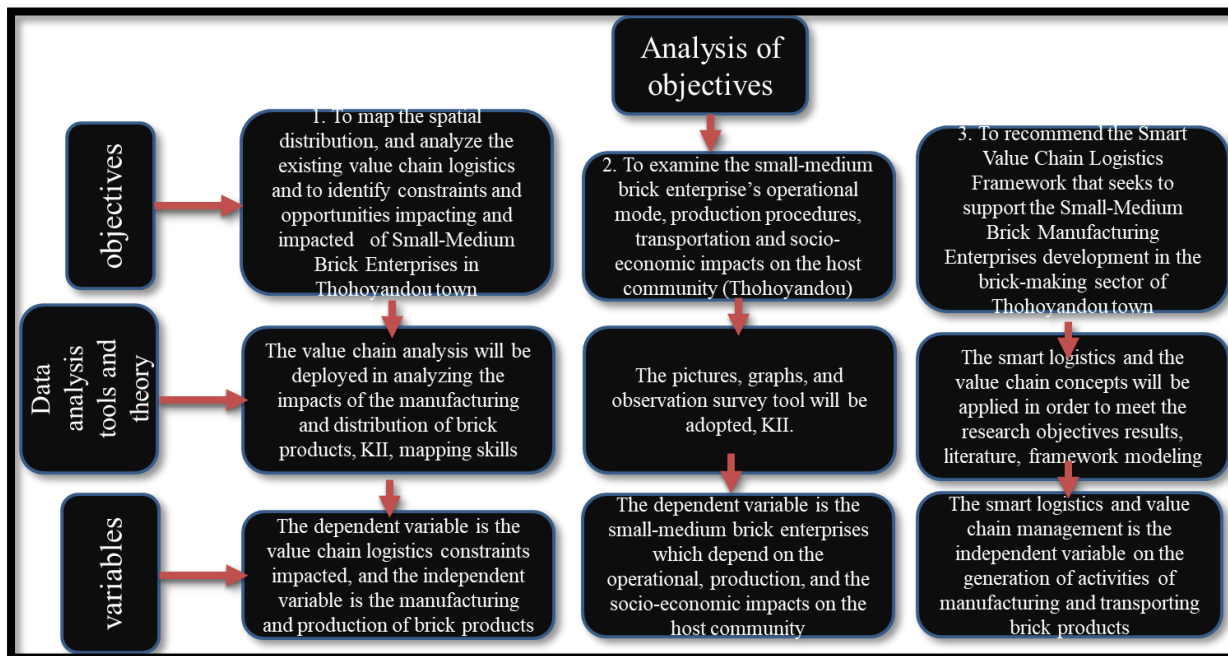 Analysis of
objectives
objectives
1. To map the spatial
distribution, and analyze the
existing value chain logistics
and to identify constraints and
opportunities impacting and
impacted of Small-Medium
Brick Enterprises in
Thohoyandou town
2. To examine the small-medium
brick enterprise’s operational
mode, production procedures,
transportation and socio-
economic impacts on the host
community (Thohoyandou)
3. To recommend the Smart
Value Chain Logistics
Framework that seeks to
support the Small-Medium
Brick Manufacturing
Enterprises development in the
brick-making sector of
Thohoyandou town
Data
analysis
tools and
theory
The value chain analysis will be
deployed in analyzing the
impacts of the manufacturing
and distribution of brick
products, KII, mapping skills
The pictures, graphs, and
observation survey tool will be
adopted, KII.
The smart logistics and the
value chain concepts will be
applied in order to meet the
research objectives results,
literature, framework modeling
variables
The dependent variable is the
value chain logistics constraints
impacted, and the independent
variable is the manufacturing
and production of brick products
The dependent variable is the
small-medium brick enterprises
which depend on the
operational, production, and the
socio-economic impacts on the
host community
The smart logistics and value
chain management is the
independent variable on the
generation of activities of
manufacturing and transporting
brick products